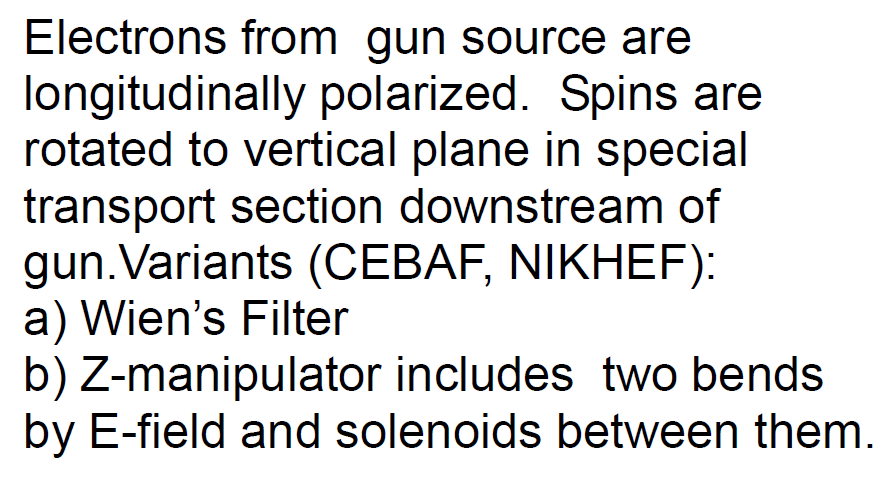 Electrons from  gun source are
longitudinally polarized.  Spins are
rotated to vertical plane in special
transport section downstream of
gun.Variants (CEBAF, NIKHEF):
a) Wien’s Filter
b) Z-manipulator includes  two bends
by E-field and solenoids between them.